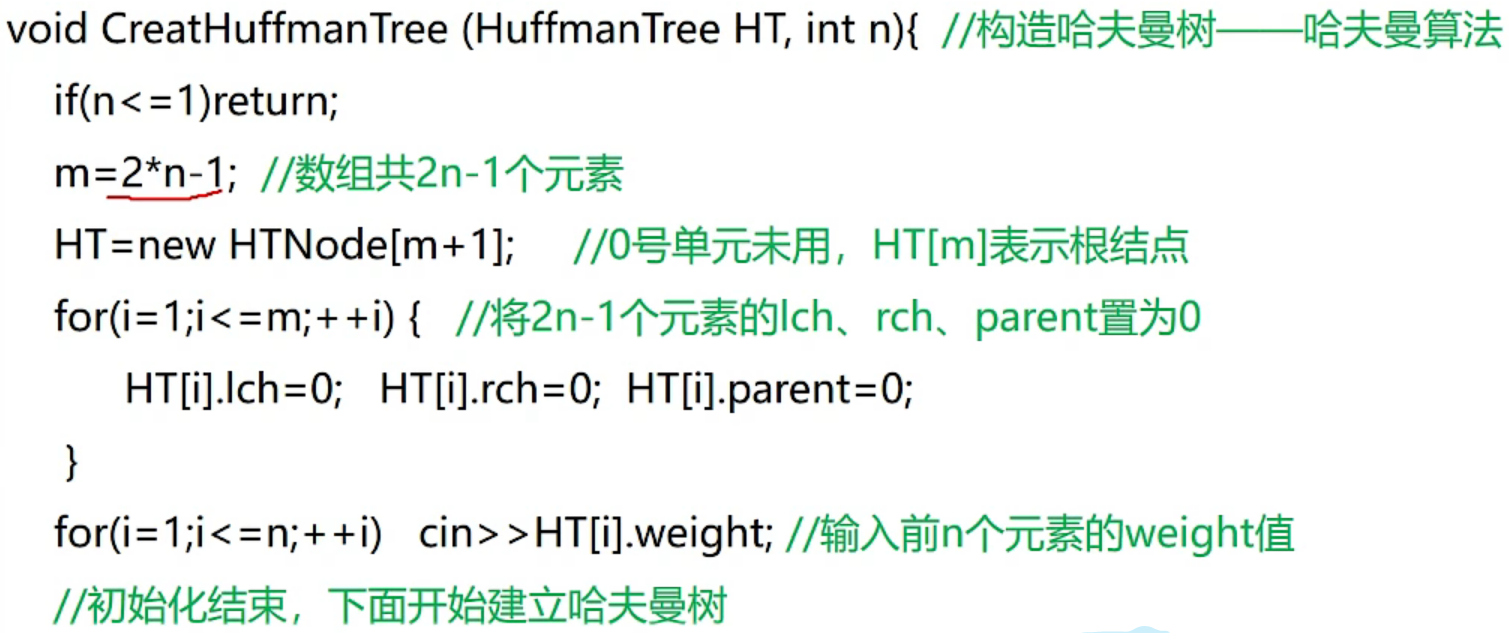 void CreatHuffmanTree (HuffmanTree HT, int n){ //构造哈夫曼树——哈夫曼算法
if(n<=1)return;
m=2*n-1; //数组共2n-1个元素
HT=new HTNode[m+1]; //0号单元未用，HT[m]表示根结点
for(i=1;i<=m;++i) { //将2n-1个元素的lch、rch、parent置为0
HT[i].lch=0; HT[i].rch=0; HT[i].parent=0;
}
for(i=1;i<=n;++i) cin>>HT[i].weight; //输入前n个元素的weight值
//初始化结束，下面开始建立哈夫曼树